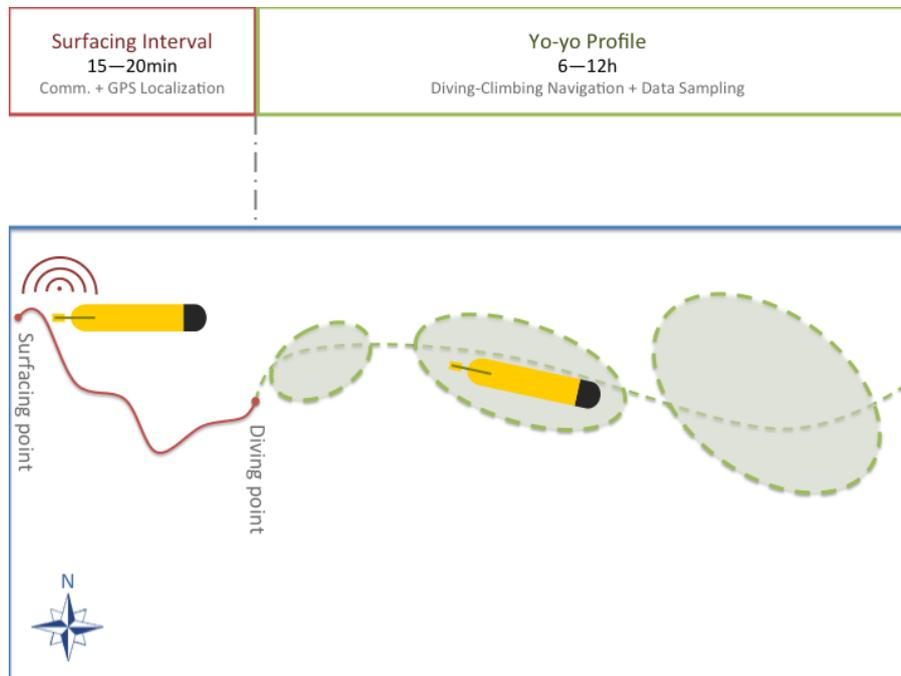 Surfacing Interval
15—20min
Comm. + GPS Localization
Yo-yo Profile
6—12h
Diving-Climbing Navigation + Data Sampling
Surfacing point
Diving point
N